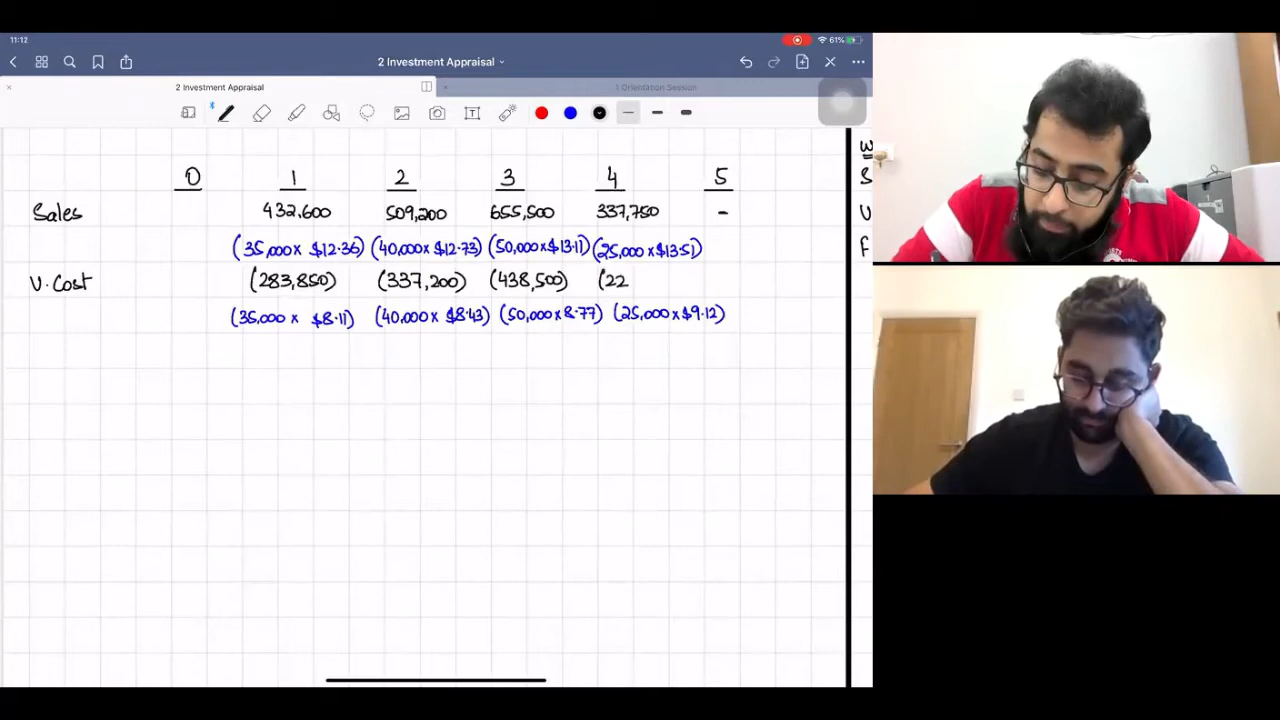 11:12
61%
2 Investment Appraisal
2 Investment Appraisal
1 Orientation Session
0 1 2 3 4 5
Sales 432,600 509,200 655,500 337,750 -
(35,000 x $12.36) (40,000 x $12.73) (50,000 x $13.11) (25,000 x $13.51)
V. Cost (283,850) (337,200) (438,500) (22
(35,000 x $8.11) (40,000 x $8.43) (50,000 x 8.77) (25,000 x $9.12)